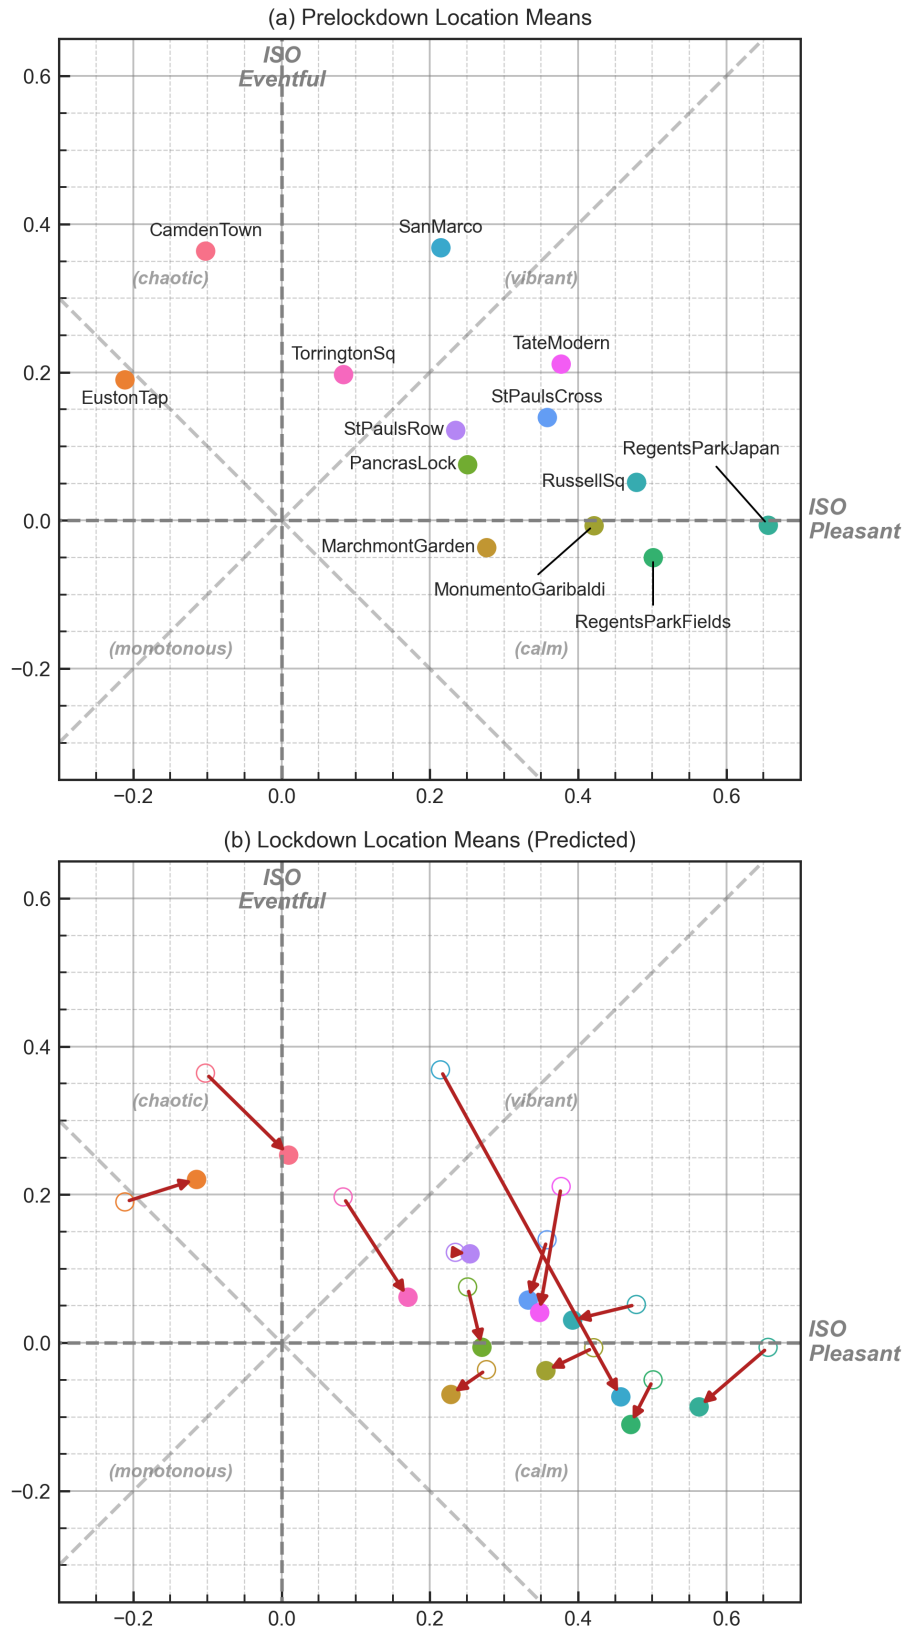 (a) Prelockdown Location Means
ISO
Eventful
0.6
0.4
CamdenTown
SanMarco
(chaotic)
(vibrant)
TorringtonSq
TateModern
0.2
EustonTap
StPaulsCross
StPaulsRow
RegentsParkJapan
PancrasLock
RussellSq
0.0
ISO
Pleasant
MarchmontGarden
MonumentoGaribaldi
RegentsParkFields
(monotonous)
(calm)
−0.2
−0.2
0.0
0.2
0.4
0.6
(b) Lockdown Location Means (Predicted)
ISO
Eventful
0.6
0.4
(chaotic)
(vibrant)
0.2
0.0
ISO
Pleasant
(monotonous)
(calm)
−0.2
−0.2
0.0
0.2
0.4
0.6